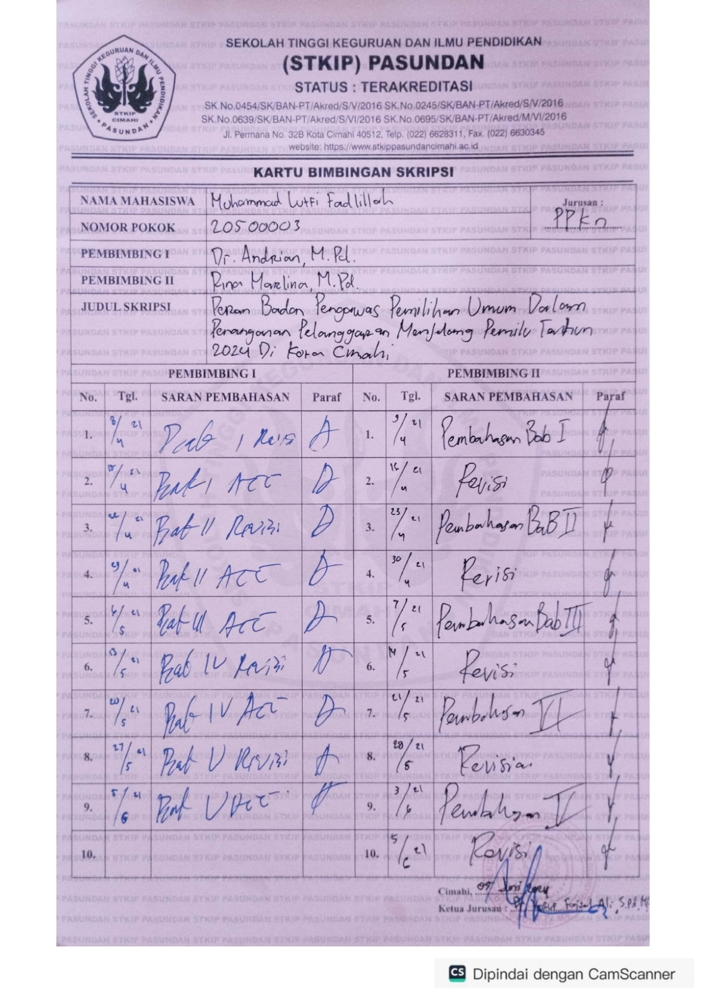 SEKOLAH TINGGI KEGURUAN DAN ILMU PENDIDIKAN
(STKIP) PASUNDAN
STATUS : TERAKREDITASI
SK.No.0454/SK/BAN-PT/Akred/S/V/2016 SK.No.0245/SK/BAN-PT/Akred/S/V/2016
SK.No.0639/SK/BAN-PT/Akred/S/VI/2016 SK.No.0695/SK/BAN-PT/Akred/M/VI/2016
Jl. Permana No. 32B Kota Cimahi 40512, Telp. (022) 6628311, Fax. (022) 6630345
website: https://www.stkippasundancimahi.ac.id
SEKOLAH TINGGI KEGURUAN DAN ILMU PENDIDIKAN
STKIP
CIMAHI
PASUNDAN
KARTU BIMBINGAN SKRIPSI
NAMA MAHASISWA Muhammad Lutfi Fadlillah
Jurusan :
PPKn
NOMOR POKOK 20500003
PEMBIMBING I Dr. Andrian, M.Pd.
PEMBIMBING II Rina Marlina, M.Pd.
JUDUL SKRIPSI Peran Badan Pengawas Pemilihan Umum Dalam
Penanganan Pelanggaran Menjelang Pemilu Tahun
2024 Di Kota Cimahi
PEMBIMBING I PEMBIMBING II
No. Tgl. SARAN PEMBAHASAN Paraf No. Tgl. SARAN PEMBAHASAN Paraf
1. 8/4 21 Bab I Revisi 1. 9/4 21 Pembahasan Bab I
2. 15/4 21 Bab I ACC 2. 16/4 21 Revisi
3. 22/4 21 Bab II Revisi 3. 23/4 21 Pembahasan BaB II
4. 29/4 21 Bab II ACC 4. 30/4 21 Revisi
5. 6/5 21 Bab III ACC 5. 7/5 21 Pembahasan Bab III
6. 13/5 21 Bab IV Revisi 6. 14/5 21 Revisi
7. 20/5 21 Bab IV ACC 7. 21/5 21 Pembahasan
8. 27/5 21 Bab V Revisi 8. 28/5 21 Revisian
9. 5/6 21 Bab V ACC 9. 3/6 21 Pembahasan V
10. 10. 5/6 21 Revisi
Cimahi, Juni 2024
Ketua Jurusan : Ali, S.Pd.
CS Dipindai dengan CamScanner